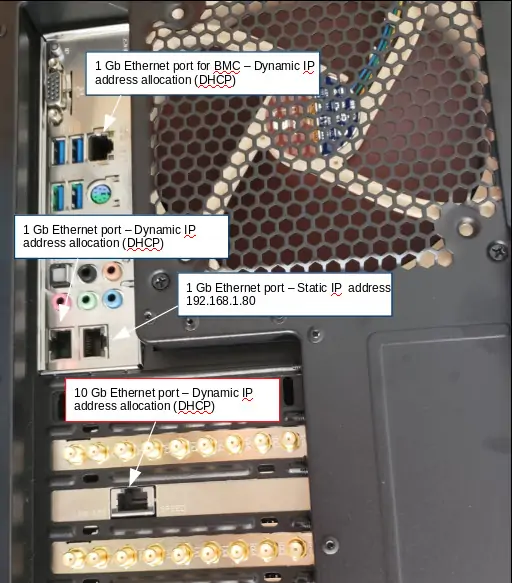 1 Gb Ethernet port for BMC – Dynamic IP
address allocation (DHCP)
1 Gb Ethernet port – Dynamic IP
address allocation (DHCP)
1 Gb Ethernet port – Static IP address
192.168.1.80
10 Gb Ethernet port – Dynamic IP
address allocation (DHCP)